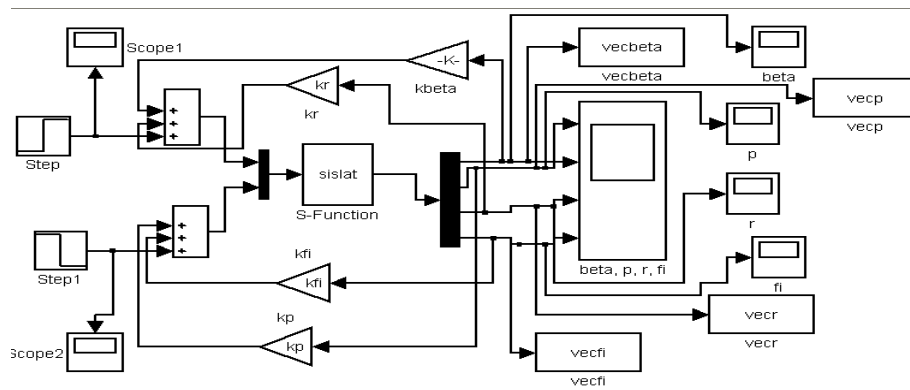 Scope1
-K-
kbeta
vecbeta
vecbeta
beta
kr
kr
vecp
vecp
+
+
+
Step
p
sislat
S-Function
r
+
+
+
Step1
kfi
kfi
beta, p, r, fi
fi
kp
kp
vecr
vecr
Scope2
vecfi
vecfi